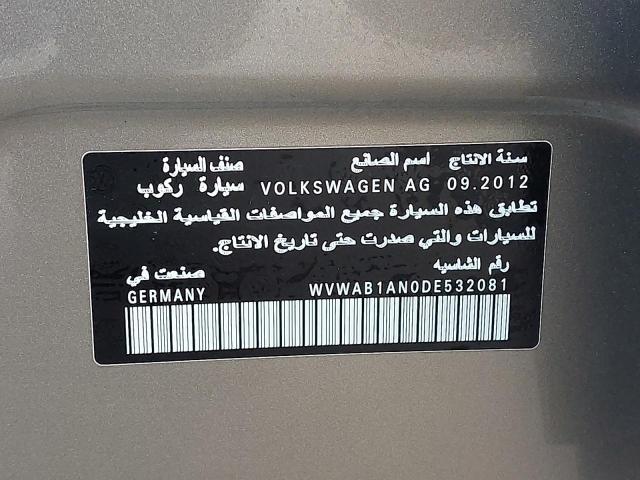 سنة الانتاج اسم الصانع صنف السيارة
09.2012 VOLKSWAGEN AG سيارة ركوب
تطابق هذه السيارة جميع المواصفات القياسية الخليجية
للسيارات والتي صدرت حتى تاريخ الانتاج.
رقم الشاسيه صنعت في
WVWAB1AN0DE532081 GERMANY